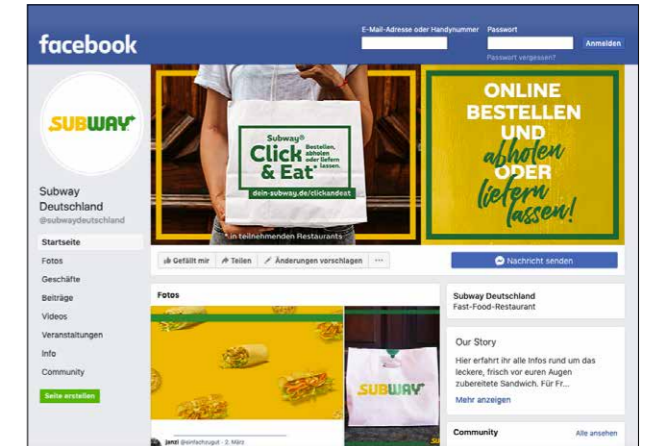 facebook
E-Mail-Adresse oder Handynummer
Passwort
Anmelden
Passwort vergessen?
SUBWAY
Subway
Deutschland
@subwaydeutschland
Startseite
Fotos
Geschäfte
Beiträge
Videos
Veranstaltungen
Info
Community
Seite erstellen
Subway®
Click
& Eat*
Bestellen,
abholen
oder liefern
lassen.
dein-subway.de/clickandeat
* in teilnehmenden Restaurants
ONLINE
BESTELLEN
UND
abholen
ODER
liefern
lassen!
Gefällt mir
Teilen
Änderungen vorschlagen
Nachricht senden
Fotos
SUBWAY
janzi @einfachzugut · 2. März
Subway Deutschland
Fast-Food-Restaurant
Our Story
Hier erfahrt ihr alle Infos rund um das
leckere, frisch vor euren Augen
zubereitete Sandwich. Für Fr...
Mehr anzeigen
Community
Alle ansehen